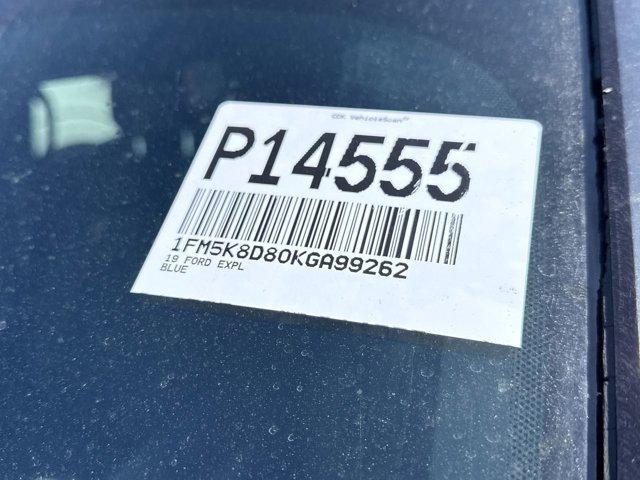 CDK VehicleScan®
P14555
1FM5K8D80KGA99262
19 FORD EXPL
BLUE